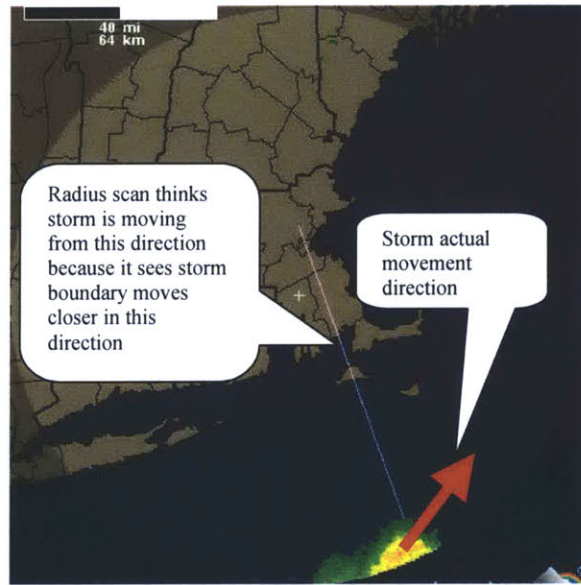 40 mi
64 km
Radius scan thinks
storm is moving
from this direction
because it sees storm
boundary moves
closer in this
direction
Storm actual
movement
direction